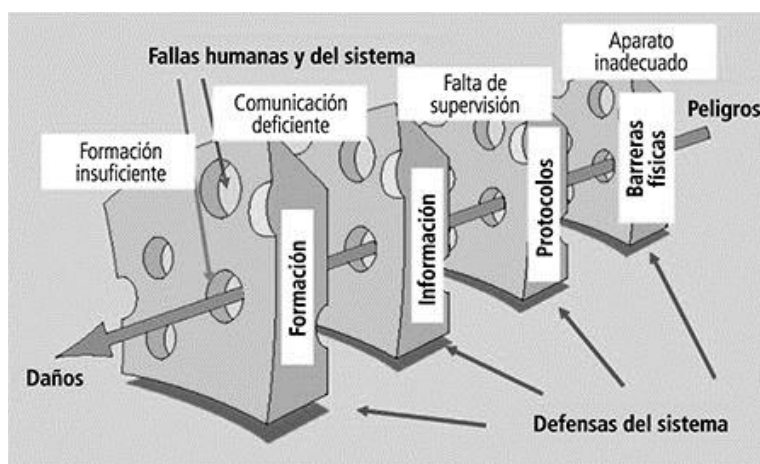 Fallas humanas y del sistema
Aparato
inadecuado
Comunicación
deficiente
Falta de
supervisión
Peligros
Formación
insuficiente
Formación
Información
Protocolos
Barreras
físicas
Daños
Defensas del sistema